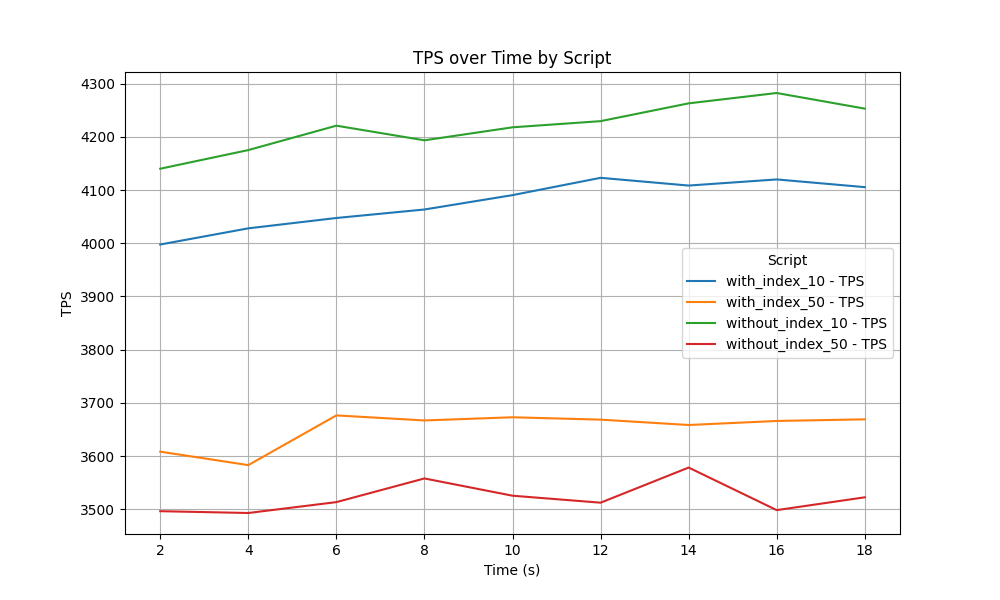 TPS over Time by Script
4300
4200
4100
4000
3900
3800
3700
3600
3500
TPS
Script
with_index_10 - TPS
with_index_50 - TPS
without_index_10 - TPS
without_index_50 - TPS
2 4 6 8 10 12 14 16 18
Time (s)